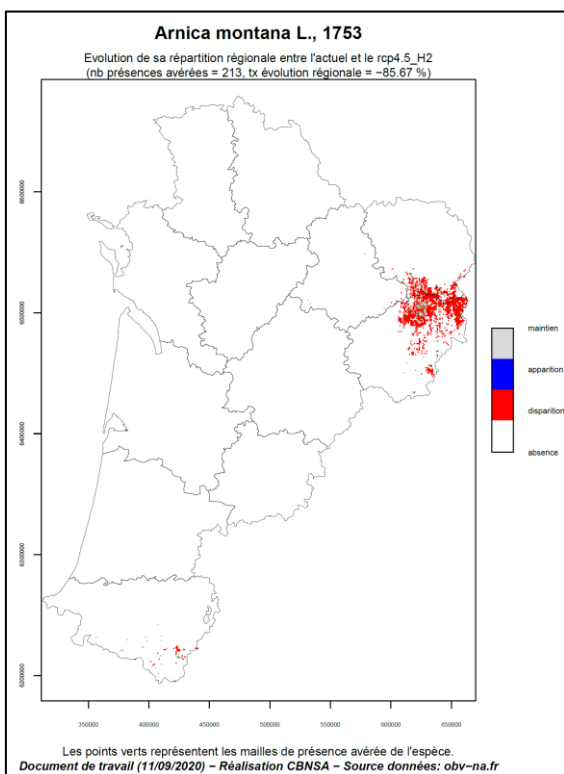 Arnica montana L., 1753
Evolution de sa répartition régionale entre l'actuel et le rcp4.5_H2
(nb présences avérées = 213, tx évolution régionale = −85.67 %)
6600000
6500000
6400000
6300000
6200000
maintien
apparition
disparition
absence
350000 400000 450000 500000 550000 600000 650000
Les points verts représentent les mailles de présence avérée de l'espèce.
Document de travail (11/09/2020) − Réalisation CBNSA − Source données: obv−na.fr